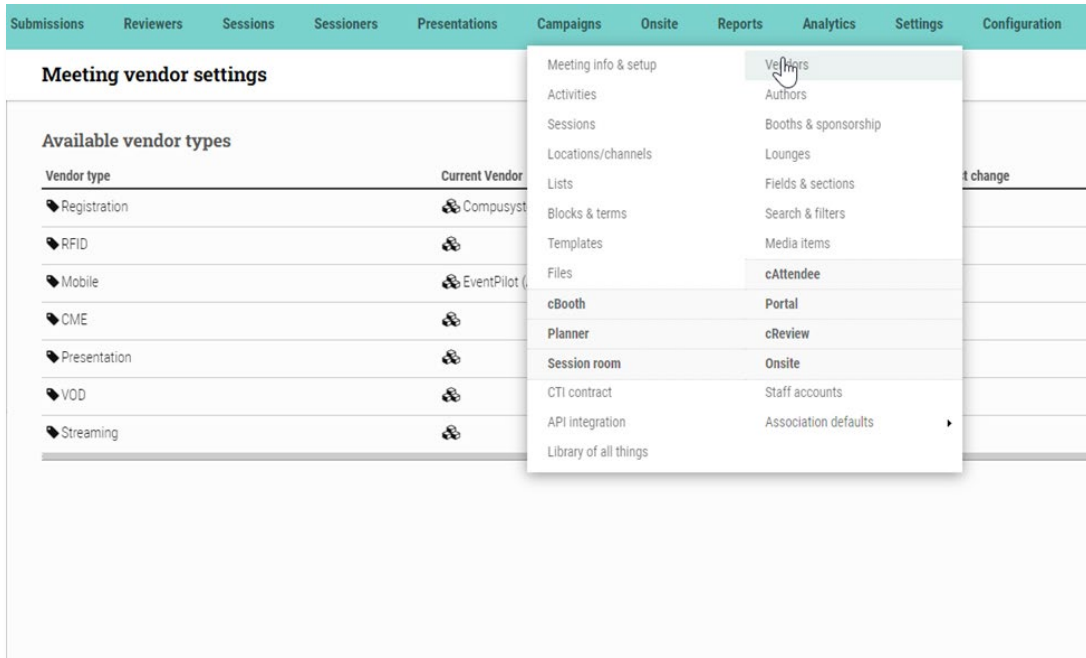 Submissions Reviewers Sessions Sessioners Presentations Campaigns Onsite Reports Analytics Settings Configuration
Meeting vendor settings
Available vendor types
Vendor type Current Vendor change
Registration
RFID
Mobile EventPilot
CME
Presentation
VOD
Streaming
Meeting info & setup
Activities
Sessions
Locations/channels
Lists
Blocks & terms
Templates
Files
cBooth
Planner
Session room
CTI contract
API integration
Library of all things
Vendors
Authors
Booths & sponsorship
Lounges
Fields & sections
Search & filters
Media items
cAttendee
Portal
cReview
Onsite
Staff accounts
Association defaults